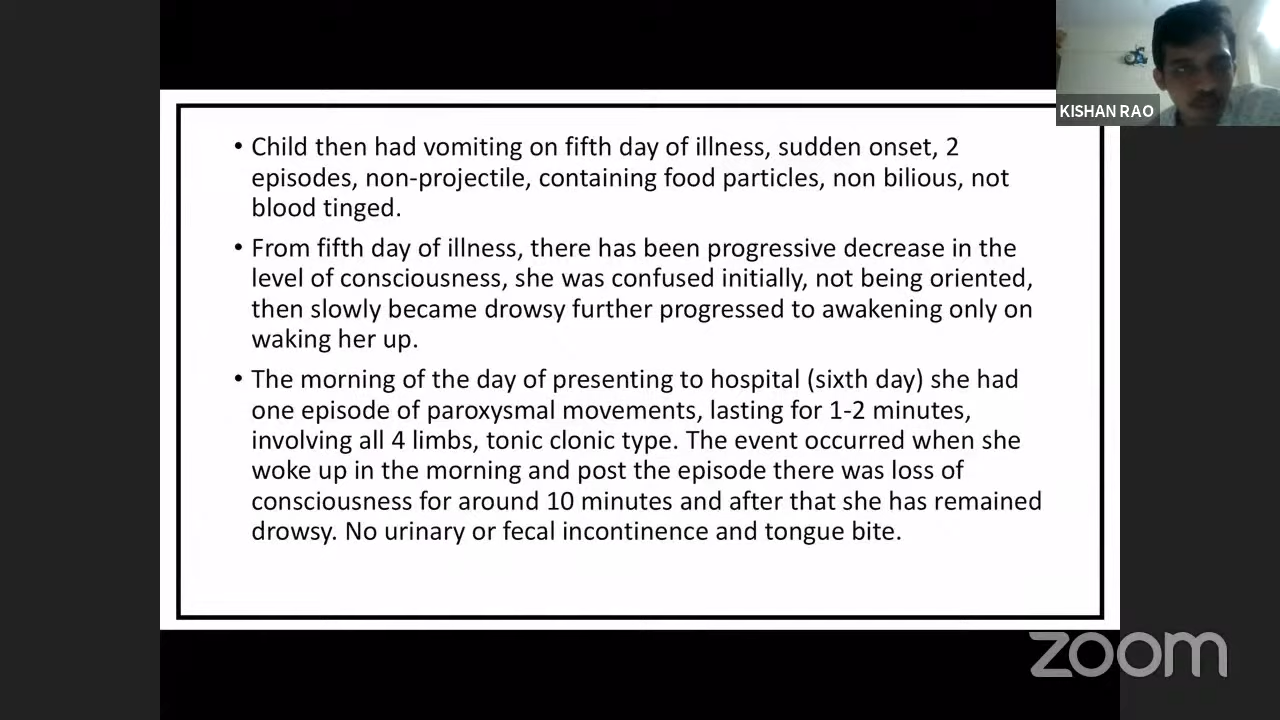 KISHAN RAO
• Child then had vomiting on fifth day of illness, sudden onset, 2
episodes, non-projectile, containing food particles, non bilious, not
blood tinged.
• From fifth day of illness, there has been progressive decrease in the
level of consciousness, she was confused initially, not being oriented,
then slowly became drowsy further progressed to awakening only on
waking her up.
• The morning of the day of presenting to hospital (sixth day) she had
one episode of paroxysmal movements, lasting for 1-2 minutes,
involving all 4 limbs, tonic clonic type. The event occurred when she
woke up in the morning and post the episode there was loss of
consciousness for around 10 minutes and after that she has remained
drowsy. No urinary or fecal incontinence and tongue bite.
zoom